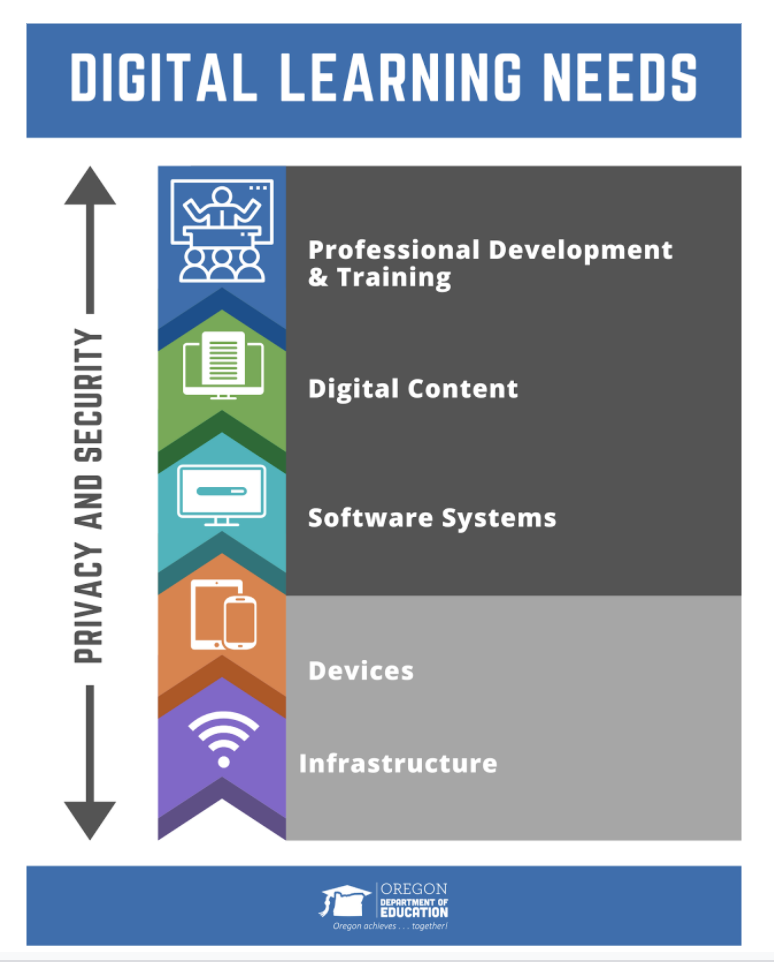 DIGITAL LEARNING NEEDS
PRIVACY AND SECURITY
Professional Development
& Training
Digital Content
Software Systems
Devices
Infrastructure
OREGON
DEPARTMENT OF
EDUCATION
Oregon achieves . . . together!